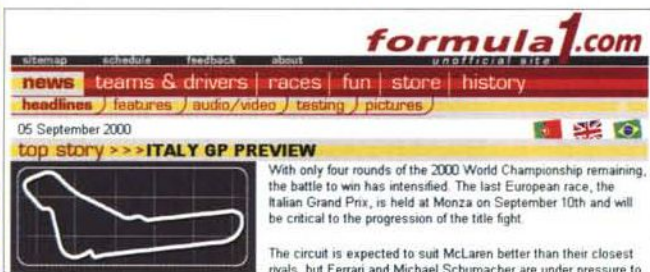 formula1.com
unofficial site
sitemap schedule feedback about
news teams & drivers | races | fun | store | history
headlines features audio/video testing pictures
05 September 2000
top story >>>ITALY GP PREVIEW
With only four rounds of the 2000 World Championship remaining,
the battle to win has intensified. The last European race, the
Italian Grand Prix, is held at Monza on September 10th and will
be critical to the progression of the title fight.
The circuit is expected to suit McLaren better than their closest
rivals, but Ferrari and Michael Schumacher are under pressure to